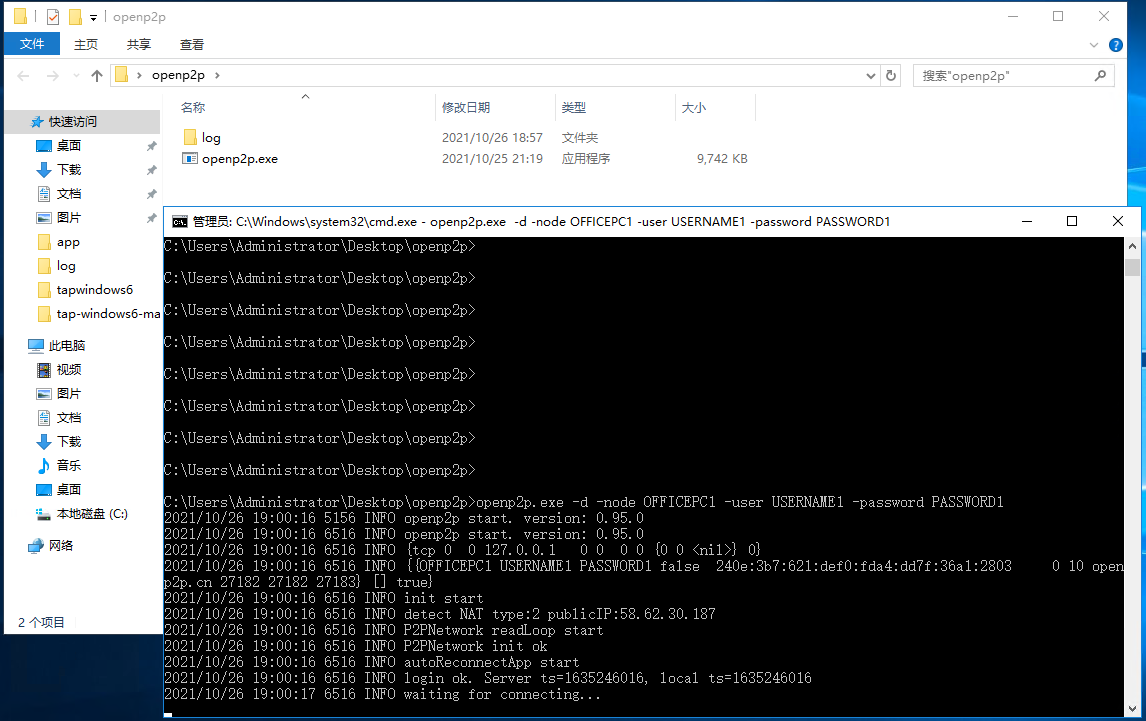 openp2p
文件 主页 共享 查看
openp2p
搜索"openp2p"
名称 修改日期 类型 大小
快速访问
桌面
下载
文档
图片
app
log
tapwindows6
tap-windows6-ma
此电脑
视频
图片
文档
下载
音乐
桌面
本地磁盘 (C:)
网络
2 个项目
log 2021/10/26 18:57 文件夹
openp2p.exe 2021/10/25 21:19 应用程序 9,742 KB
管理员: C:\Windows\system32\cmd.exe - openp2p.exe  -d -node OFFICEPC1 -user USERNAME1 -password PASSWORD1
C:\Users\Administrator\Desktop\openp2p>
C:\Users\Administrator\Desktop\openp2p>
C:\Users\Administrator\Desktop\openp2p>
C:\Users\Administrator\Desktop\openp2p>
C:\Users\Administrator\Desktop\openp2p>
C:\Users\Administrator\Desktop\openp2p>
C:\Users\Administrator\Desktop\openp2p>
C:\Users\Administrator\Desktop\openp2p>
C:\Users\Administrator\Desktop\openp2p>openp2p.exe -d -node OFFICEPC1 -user USERNAME1 -password PASSWORD1
2021/10/26 19:00:16 5156 INFO openp2p start. version: 0.95.0
2021/10/26 19:00:16 6516 INFO openp2p start. version: 0.95.0
2021/10/26 19:00:16 6516 INFO {tcp 0  0 127.0.0.1   0 0  0 0 {0 0 <nil>} 0}
2021/10/26 19:00:16 6516 INFO {{OFFICEPC1 USERNAME1 PASSWORD1 false  240e:3b7:621:def0:fda4:dd7f:36a1:2803     0 10 open
p2p.cn 27182 27182 27183} [] true}
2021/10/26 19:00:16 6516 INFO init start
2021/10/26 19:00:16 6516 INFO detect NAT type:2 publicIP:58.62.30.187
2021/10/26 19:00:16 6516 INFO P2PNetwork readLoop start
2021/10/26 19:00:16 6516 INFO P2PNetwork init ok
2021/10/26 19:00:16 6516 INFO autoReconnectApp start
2021/10/26 19:00:16 6516 INFO login ok. Server ts=1635246016, local ts=1635246016
2021/10/26 19:00:17 6516 INFO waiting for connecting...